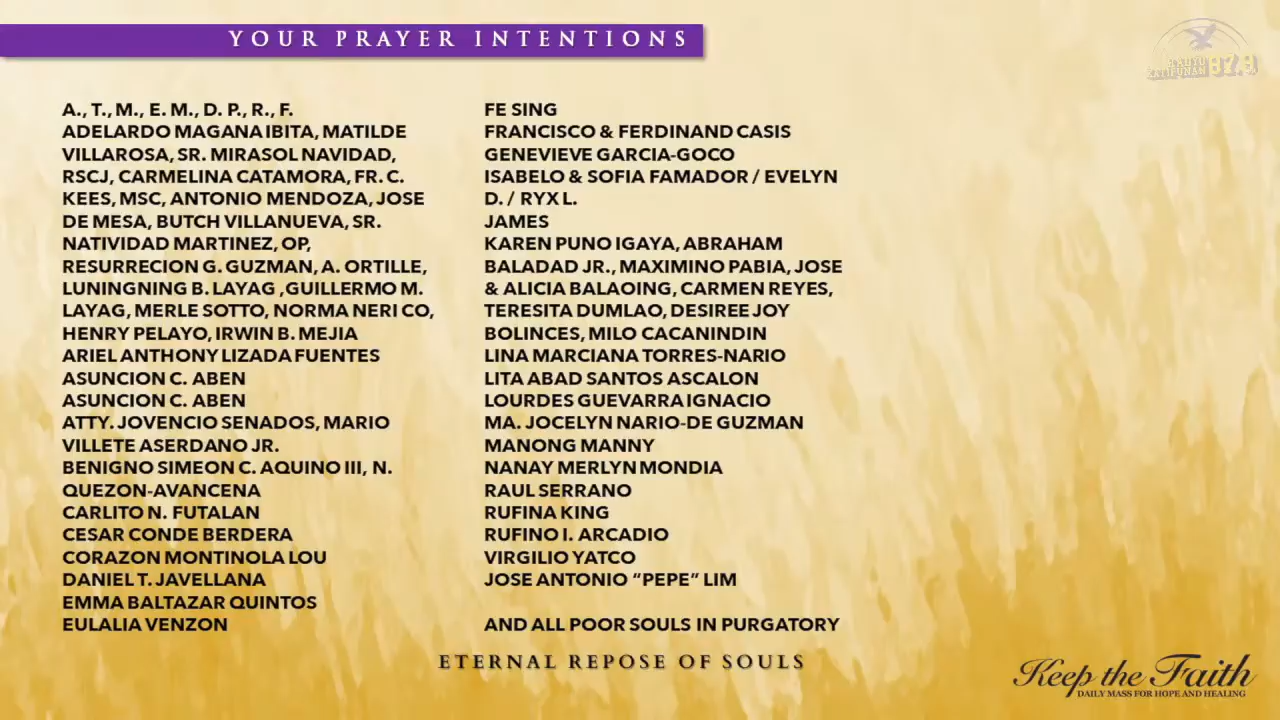 YOUR PRAYER INTENTIONS
RADYO
KATIPUNAN 87.9
A., T., M., E. M., D. P., R., F.
ADELARDO MAGANA IBITA, MATILDE
VILLAROSA, SR. MIRASOL NAVIDAD,
RSCJ, CARMELINA CATAMORA, FR. C.
KEES, MSC, ANTONIO MENDOZA, JOSE
DE MESA, BUTCH VILLANUEVA, SR.
NATIVIDAD MARTINEZ, OP,
RESURRECION G. GUZMAN, A. ORTILLE,
LUNINGNING B. LAYAG ,GUILLERMO M.
LAYAG, MERLE SOTTO, NORMA NERI CO,
HENRY PELAYO, IRWIN B. MEJIA
ARIEL ANTHONY LIZADA FUENTES
ASUNCION C. ABEN
ASUNCION C. ABEN
ATTY. JOVENCIO SENADOS, MARIO
VILLETE ASERDANO JR.
BENIGNO SIMEON C. AQUINO III, N.
QUEZON-AVANCENA
CARLITO N. FUTALAN
CESAR CONDE BERDERA
CORAZON MONTINOLA LOU
DANIEL T. JAVELLANA
EMMA BALTAZAR QUINTOS
EULALIA VENZON
FE SING
FRANCISCO & FERDINAND CASIS
GENEVIEVE GARCIA-GOCO
ISABELO & SOFIA FAMADOR / EVELYN
D. / RYX L.
JAMES
KAREN PUNO IGAYA, ABRAHAM
BALADAD JR., MAXIMINO PABIA, JOSE
& ALICIA BALAOING, CARMEN REYES,
TERESITA DUMLAO, DESIREE JOY
BOLINCES, MILO CACANINDIN
LINA MARCIANA TORRES-NARIO
LITA ABAD SANTOS ASCALON
LOURDES GUEVARRA IGNACIO
MA. JOCELYN NARIO-DE GUZMAN
MANONG MANNY
NANAY MERLYN MONDIA
RAUL SERRANO
RUFINA KING
RUFINO I. ARCADIO
VIRGILIO YATCO
JOSE ANTONIO “PEPE” LIM
AND ALL POOR SOULS IN PURGATORY
ETERNAL REPOSE OF SOULS
Keep the Faith
DAILY MASS FOR HOPE AND HEALING